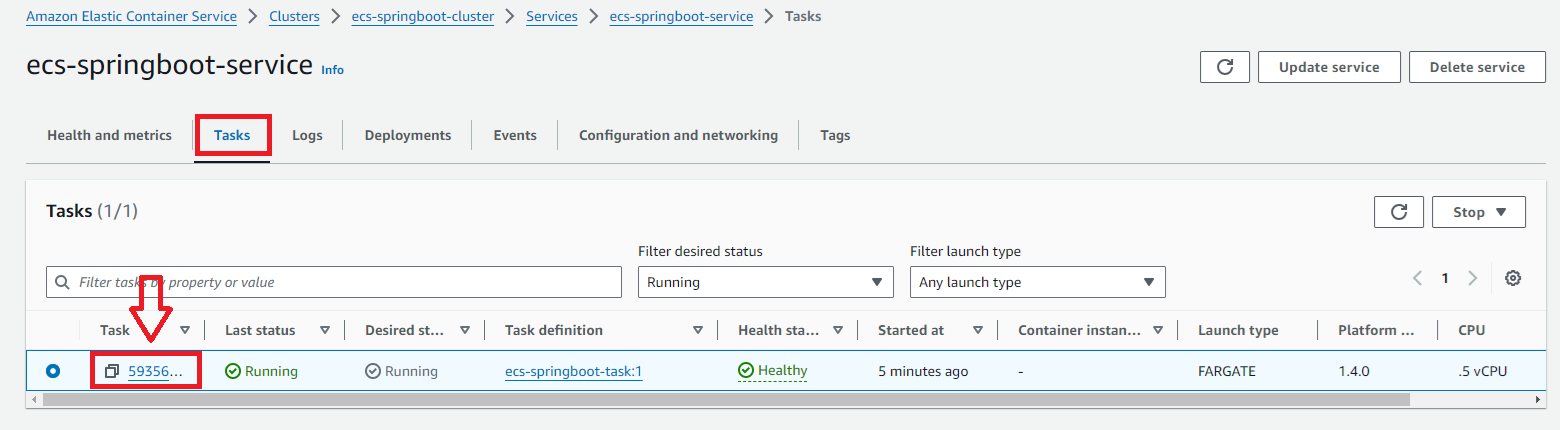 Amazon Elastic Container Service > Clusters > ecs-springboot-cluster > Services > ecs-springboot-service > Tasks
ecs-springboot-service Info
Update service Delete service
Health and metrics Tasks Logs Deployments Events Configuration and networking Tags
Tasks (1/1)
Stop
Filter desired status Filter launch type
Filter tasks by property or value Running Any launch type 1
Task Last status Desired st... Task definition Health sta... Started at Container instan... Launch type Platform ... CPU
59356... Running Running ecs-springboot-task:1 Healthy 5 minutes ago - FARGATE 1.4.0 .5 vCPU